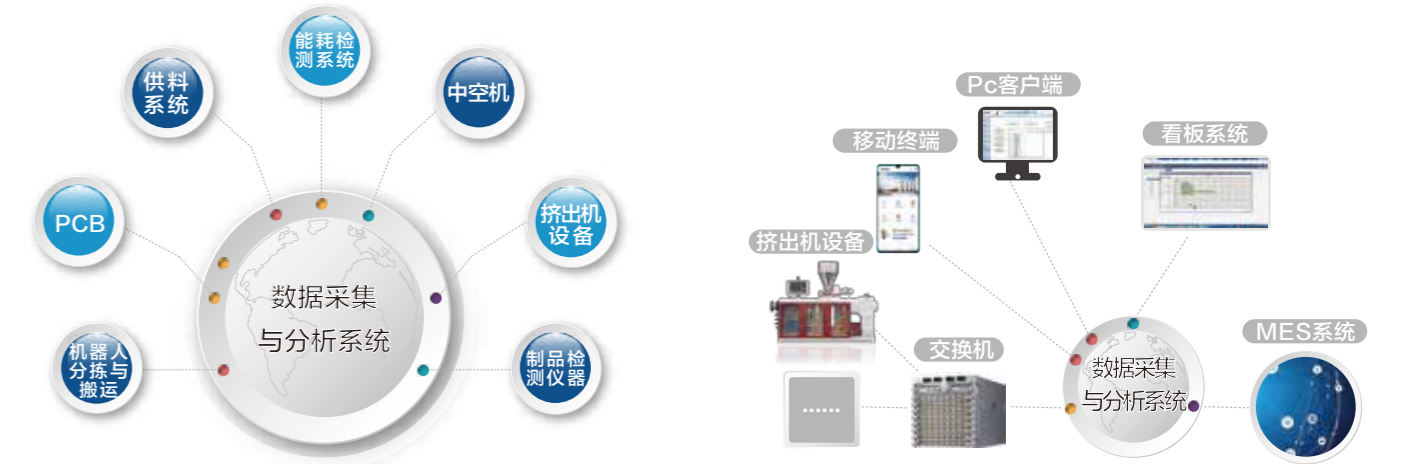 能耗检
测系统
供料
系统
中空机
PCB
挤出机
设备
机器人
分拣与
搬运
制品检
测仪器
数据采集
与分析系统
Pc客户端
移动终端
看板系统
挤出机设备
交换机
MES系统
......
数据采集
与分析系统